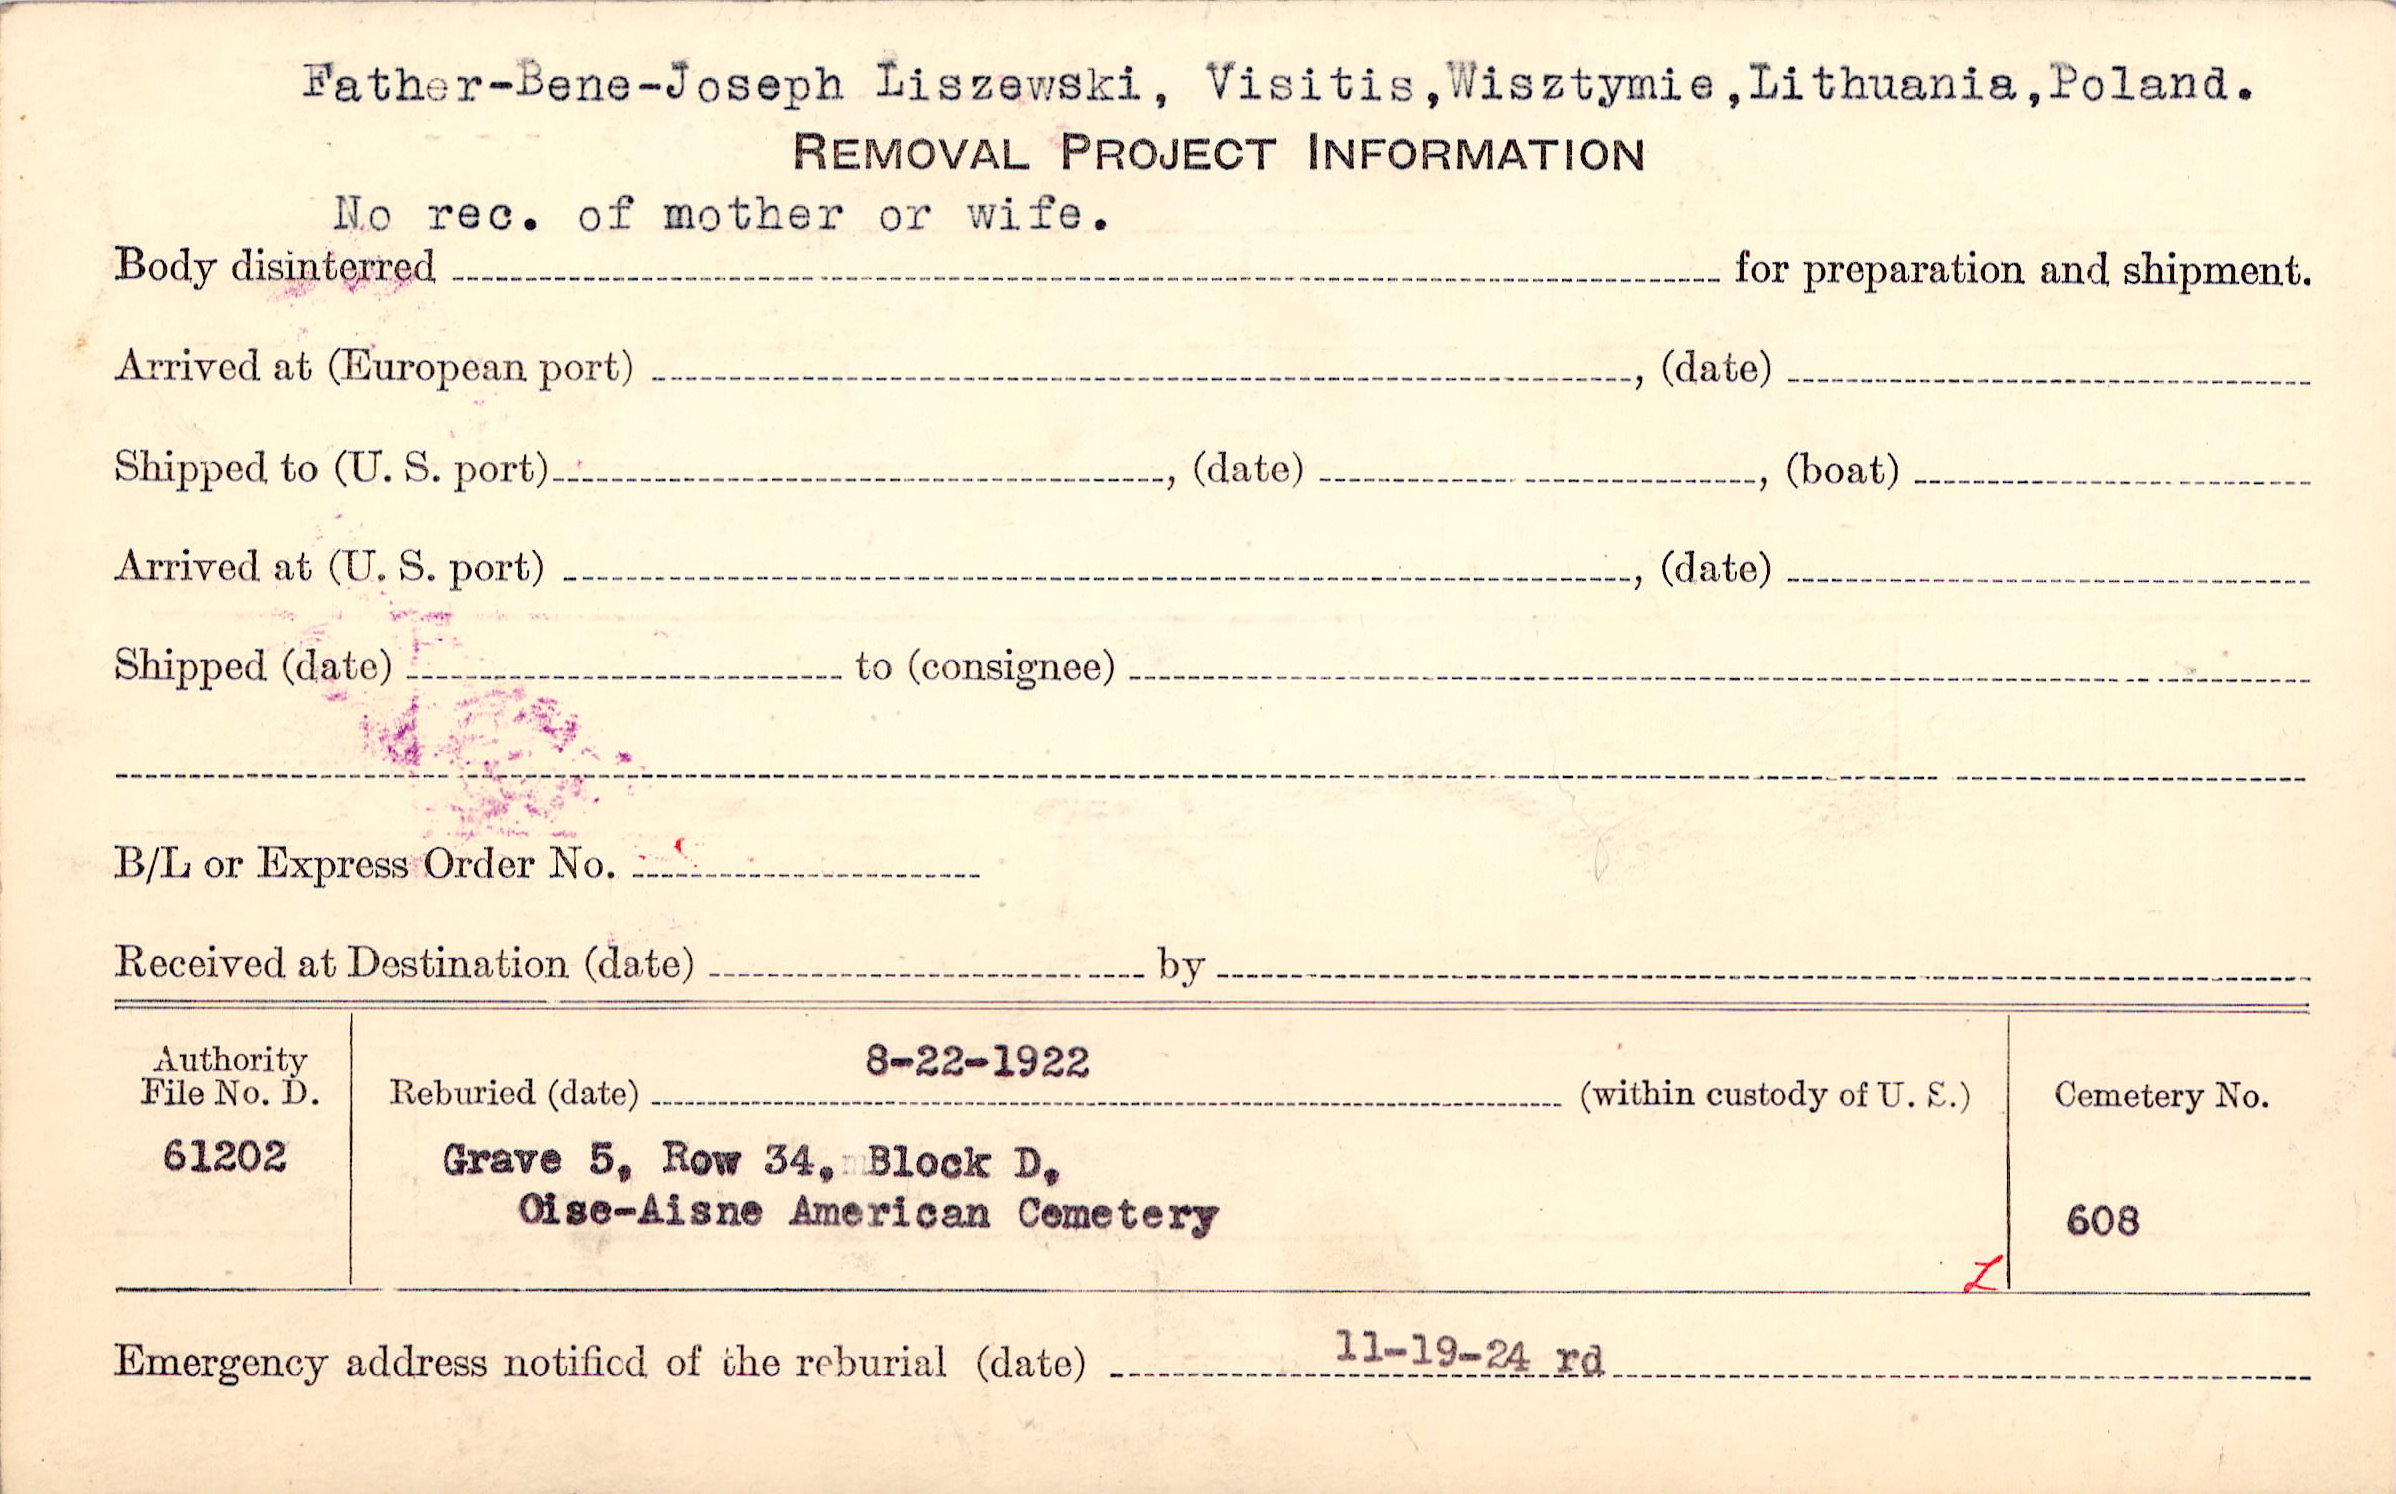 Father-Bene-Joseph Liszewski, Visitis,Wisztymie,Lithuania,Poland.
REMOVAL PROJECT INFORMATION
No rec. of mother or wife.
Body disinterred for preparation and shipment.
Arrived at (European port) , (date)
Shipped to (U. S. port) , (date) , (boat)
Arrived at (U. S. port) , (date)
Shipped (date) to (consignee)
B/L or Express Order No.
Received at Destination (date) by
Authority
File No. D.
61202
8-22-1922
Reburied (date) (within custody of U. S.)
Grave 5, Row 34, Block D,
Oise-Aisne American Cemetery
Cemetery No.
608
L
Emergency address notified of the reburial (date) 11-19-24 rd